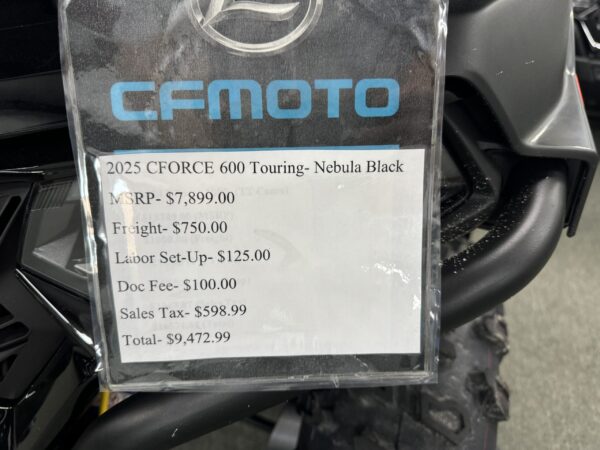 CFMOTO
2025 CFORCE 600 Touring- Nebula Black
MSRP- $7,899.00
Freight- $750.00
Labor Set-Up- $125.00
Doc Fee- $100.00
Sales Tax- $598.99
Total- $9,472.99